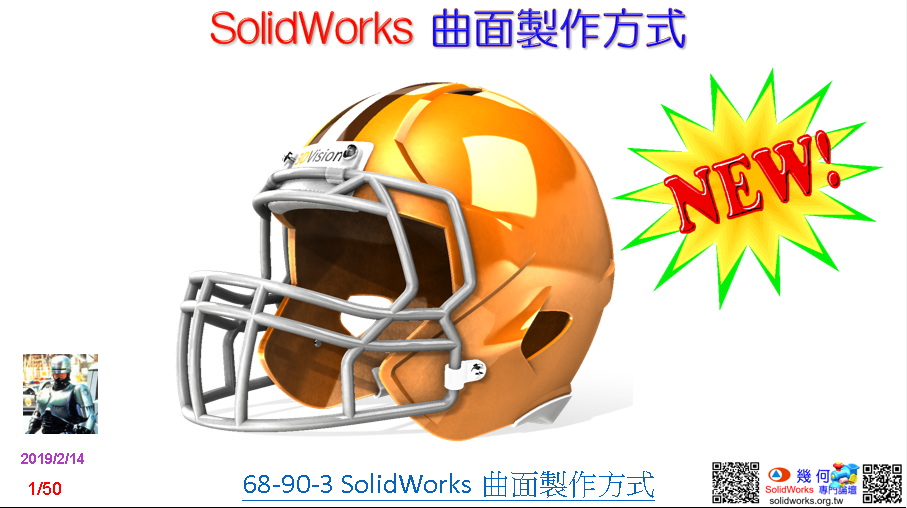 SolidWorks 曲面製作方式
NEW!
3DVision
2019/2/14
1/50
68-90-3 SolidWorks 曲面製作方式
幾何
SolidWorks 專門論壇
solidworks.org.tw